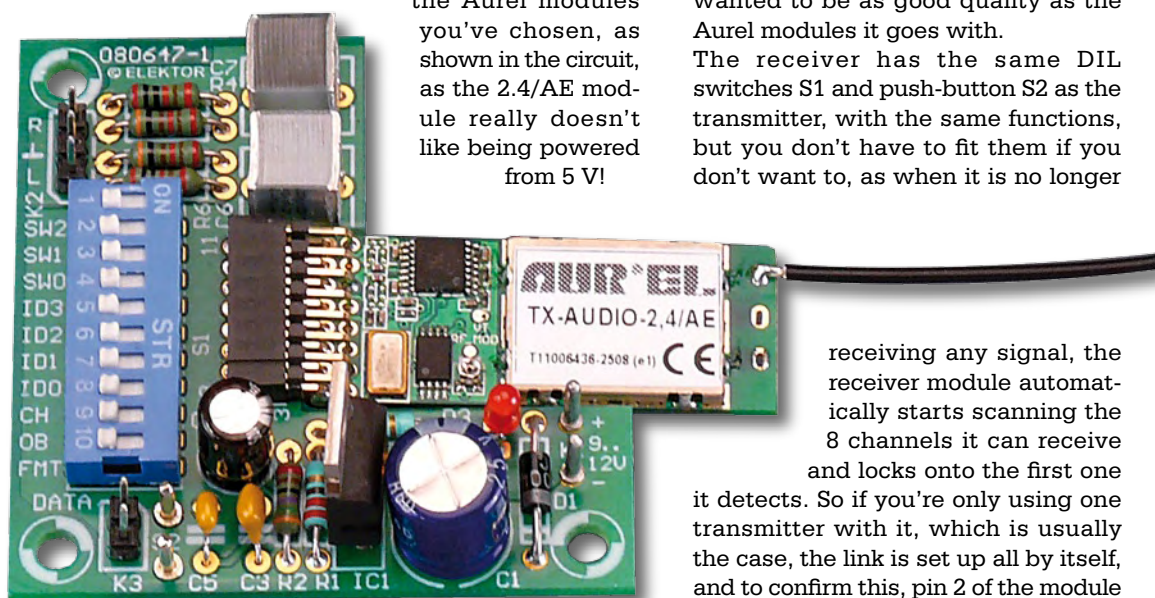 the Aurel modules
you've chosen, as
shown in the circuit,
as the 2.4/AE mod-
ule really doesn't
like being powered
from 5 V!
wanted to be as good quality as the
Aurel modules it goes with.
The receiver has the same DIL
switches S1 and push-button S2 as the
transmitter, with the same functions,
but you don't have to fit them if you
don't want to, as when it is no longer
receiving any signal, the
receiver module automat-
ically starts scanning the
8 channels it can receive
and locks onto the first one
it detects. So if you're only using one
transmitter with it, which is usually
the case, the link is set up all by itself,
and to confirm this, pin 2 of the module
080647-1
© ELEKTOR
C7
R4
R
L
K2
SW2
SW1
SW0
ID3
ID2
ID1
ID0
CH
OB
FMT
1 2 3 4 5 6 7 8 9 10
ON
STR
S1
R6
C6
11
AUR°EL
TX-AUDIO-2,4/AE
T11006436-2508 (e1) CE
RF_MOD
D3
+
9..
12V
-
D1
DATA
K3
C5
C3
R2
R1
IC1
C1